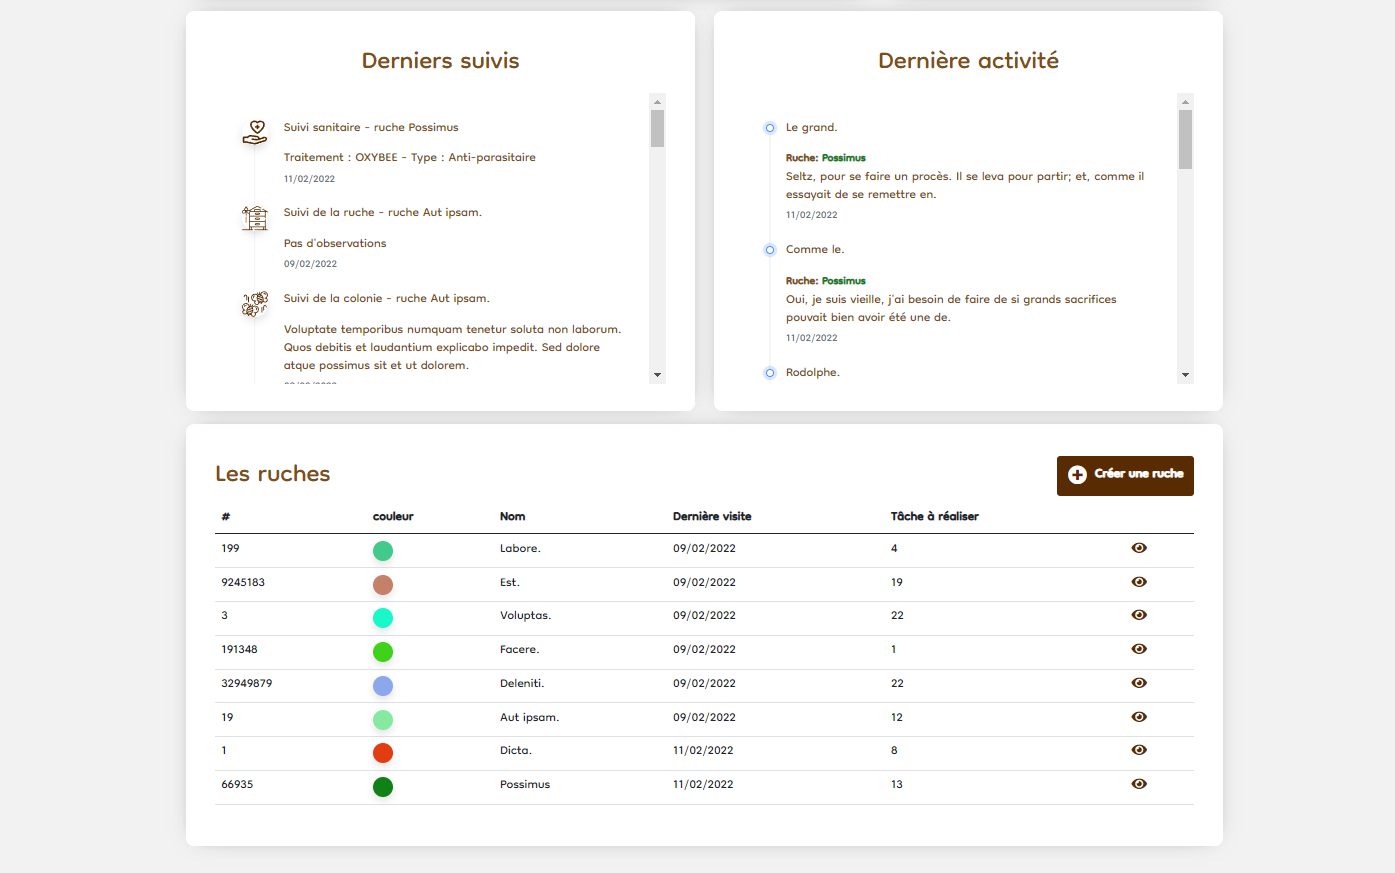 Derniers suivis
Suivi sanitaire - ruche Possimus
Traitement : OXYBEE - Type : Anti-parasitaire
11/02/2022
Suivi de la ruche - ruche Aut ipsam.
Pas d'observations
09/02/2022
Suivi de la colonie - ruche Aut ipsam.
Voluptate temporibus numquam tenetur soluta non laborum.
Quos debitis et laudantium explicabo impedit. Sed dolore
atque possimus sit et ut dolorem.
Dernière activité
Le grand.
Ruche: Possimus
Seltz, pour se faire un procès. Il se leva pour partir; et, comme il
essayait de se remettre en.
11/02/2022
Comme le.
Ruche: Possimus
Oui, je suis vieille, j'ai besoin de faire de si grands sacrifices
pouvait bien avoir été une de.
11/02/2022
Rodolphe.
Les ruches
Créer une ruche
# couleur Nom Dernière visite Tâche à réaliser
199 Labore. 09/02/2022 4
9245183 Est. 09/02/2022 19
3 Voluptas. 09/02/2022 22
191348 Facere. 09/02/2022 1
32949879 Deleniti. 09/02/2022 22
19 Aut ipsam. 09/02/2022 12
1 Dicta. 11/02/2022 8
66935 Possimus 11/02/2022 13